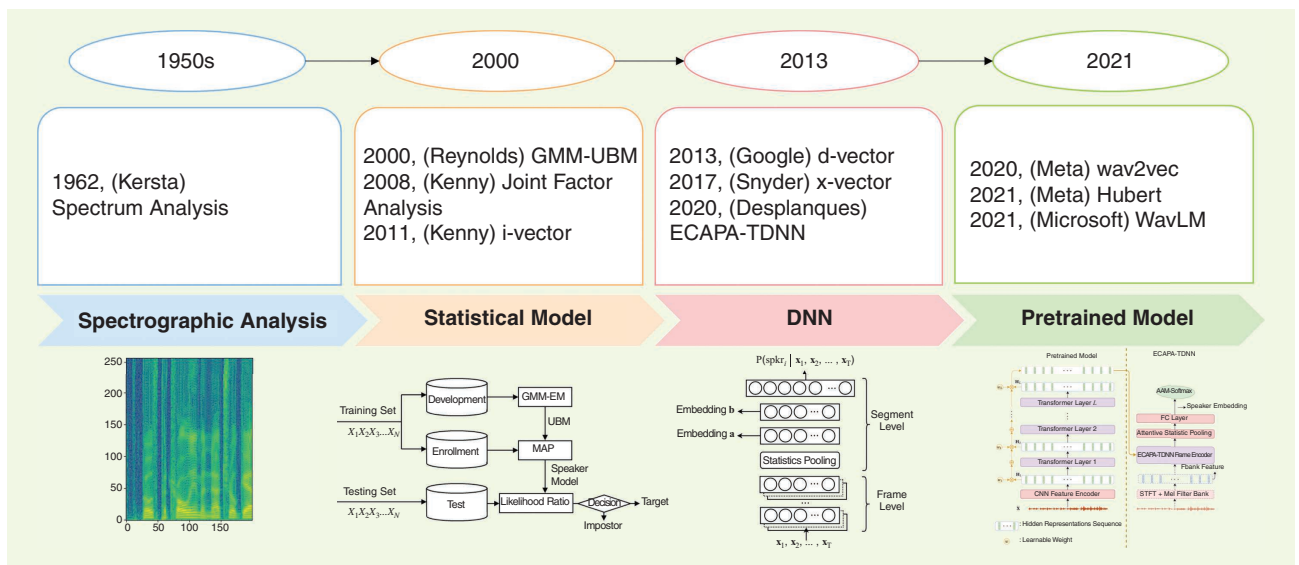 1950s
2000
2013
2021
1962, (Kersta)
Spectrum Analysis
2000, (Reynolds) GMM-UBM
2008, (Kenny) Joint Factor
Analysis
2011, (Kenny) i-vector
2013, (Google) d-vector
2017, (Snyder) x-vector
2020, (Desplanques)
ECAPA-TDNN
2020, (Meta) wav2vec
2021, (Meta) Hubert
2021, (Microsoft) WavLM
Spectrographic Analysis
Statistical Model
DNN
Pretrained Model
250
200
150
100
50
0
0 50 100 150
Training Set
X1X2X3...XN
Development
GMM-EM
UBM
Enrollment
MAP
Speaker
Model
Testing Set
X1X2X3...XN
Test
Likelihood Ratio
Decision
Target
Impostor
P(spkri | x1, x2, ... , xT)
Embedding b
Embedding a
Segment
Level
Statistics Pooling
Frame
Level
x1, x2, ... , xT
Pretrained Model
Transformer Layer L
Transformer Layer 2
Transformer Layer 1
CNN Feature Encoder
: Hidden Representations Sequence
: Learnable Weight
ECAPA-TDNN
AAM-Softmax
Speaker Embedding
FC Layer
Attentive Statistic Pooling
ECAPA-TDNN Frame Encoder
Fbank Feature
STFT + Mel Filter Bank